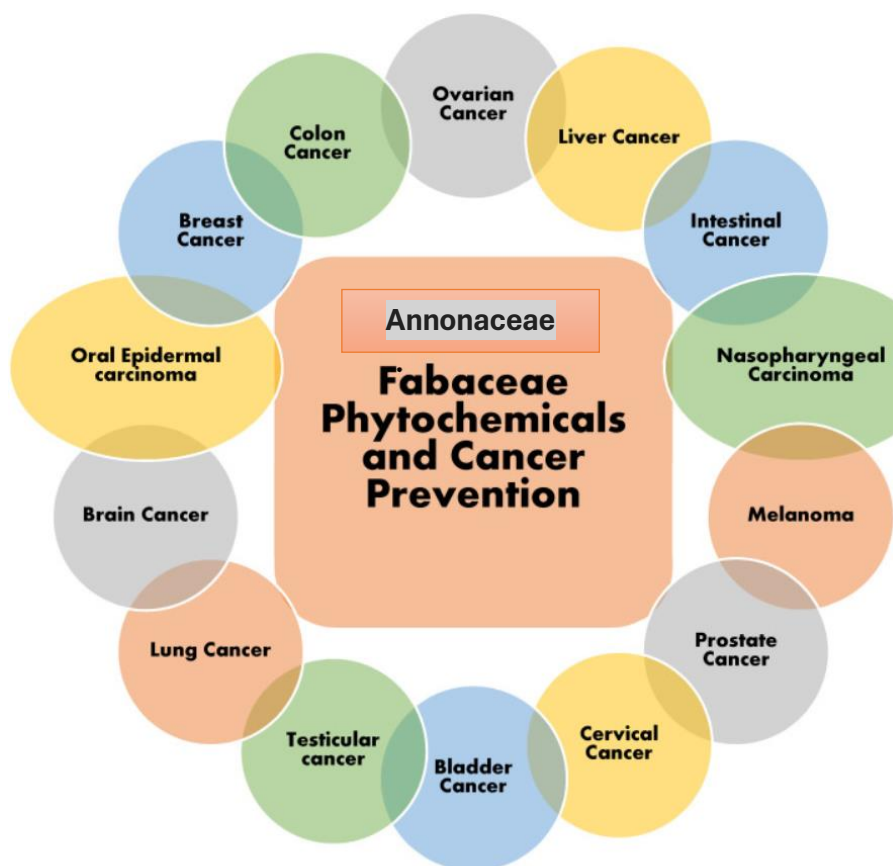 Ovarian
Cancer
Liver Cancer
Intestinal
Cancer
Nasopharyngeal
Carcinoma
Melanoma
Prostate
Cancer
Cervical
Cancer
Bladder
Cancer
Testicular
cancer
Lung Cancer
Brain Cancer
Oral Epidermal
carcinoma
Breast
Cancer
Colon
Cancer
Annonaceae
Fabaceae
Phytochemicals
and Cancer
Prevention